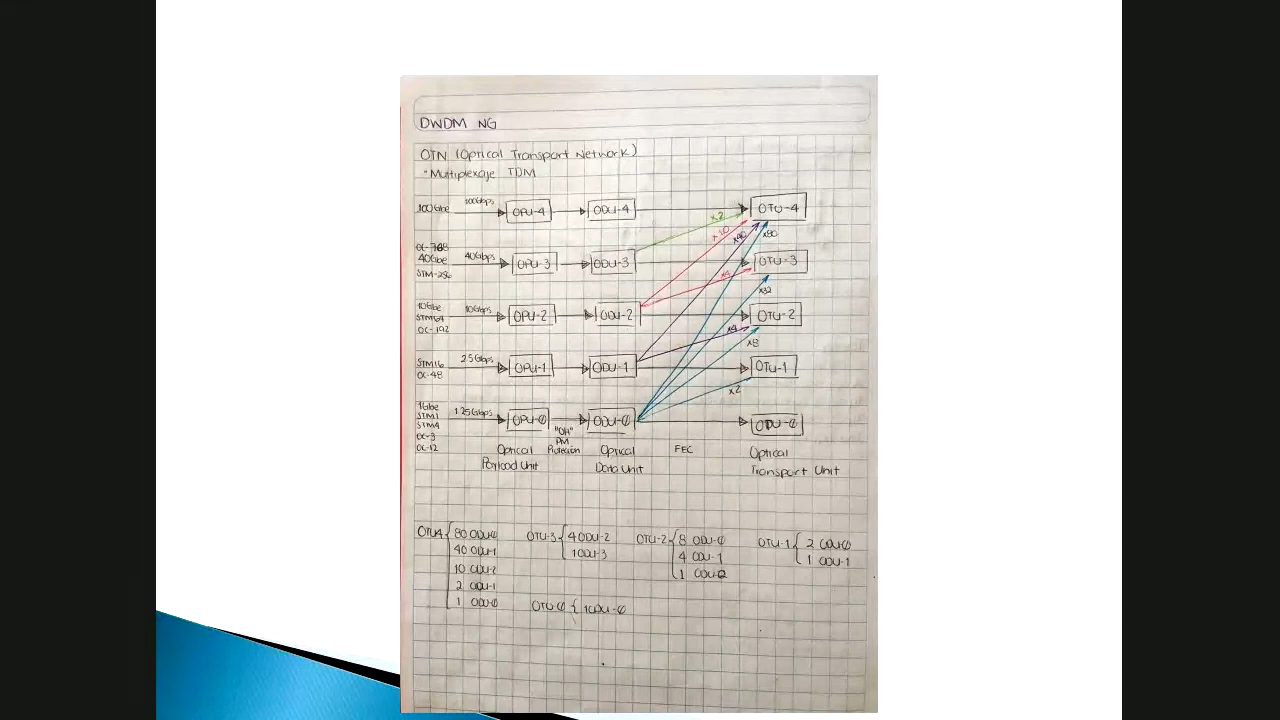 DWDM NG
OTN (Optical Transport Network)
*Multiplexaje TDM
100Gbe 100Gbps OPU-4 ODU-4 OTU-4
x2
x10
x40
x80
OC-768
40Gbe 40Gbps OPU-3 ODU-3 OTU-3
STM-256
x4
x32
10Gbe 10Gbps OPU-2 ODU-2 OTU-2
STM64
OC-192
x4
x8
STM16 2.5Gbps OPU-1 ODU-1 OTU-1
OC-48
x2
1Gbe 1.25Gbps OPU-0 ODU-0 ODU-0
STM1
STM4
OC-3
OC-12
"OH"
PM
Optical Protección Optical FEC Optical
Payload Unit Data Unit Transport Unit
OTU4 { 80 ODU-0 OTU-3 { 4 ODU-2 OTU-2 { 8 ODU-0 OTU-1 { 2 ODU-0
40 ODU-1 1 ODU-3 4 ODU-1 1 ODU-1
10 ODU-2 1 ODU-2
2 ODU-1
1 ODU-0 OTU-0 { 1 ODU-0